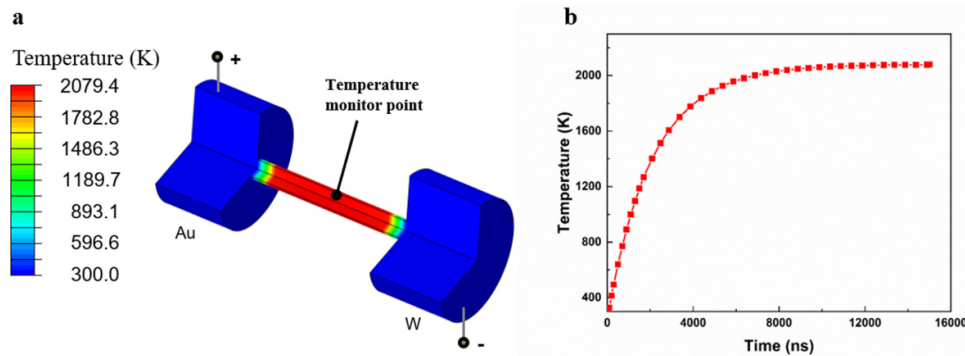 a
Temperature (K)
2079.4
1782.8
1486.3
1189.7
893.1
596.6
300.0
+
Temperature
monitor point
Au
W
-
b
Temperature (K)
2000
1600
1200
800
400
0
4000
8000
12000
16000
Time (ns)